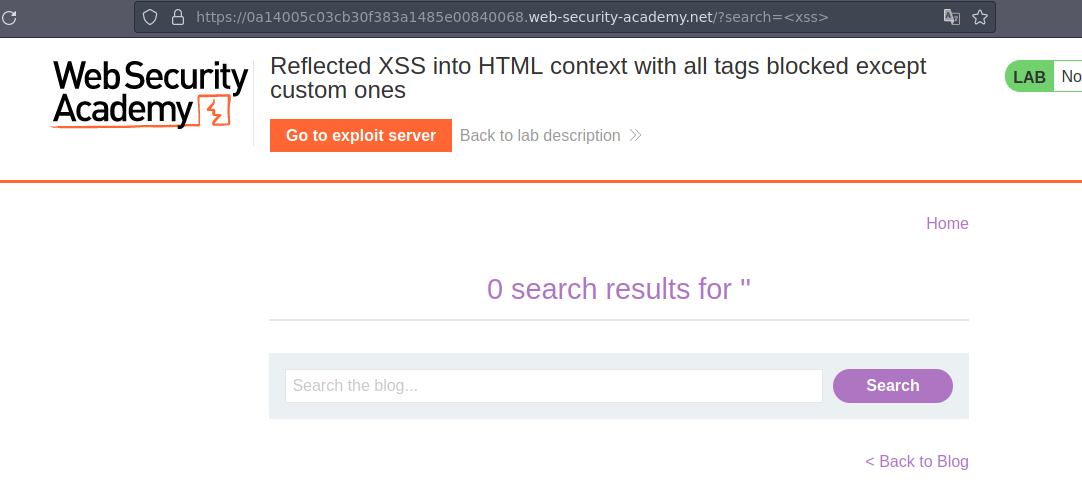 https://0a14005c03cb30f383a1485e00840068.web-security-academy.net/?search=<xss>
Web Security
Academy
Reflected XSS into HTML context with all tags blocked except
custom ones
LAB
No
Go to exploit server
Back to lab description
Home
0 search results for ''
Search the blog...
Search
< Back to Blog